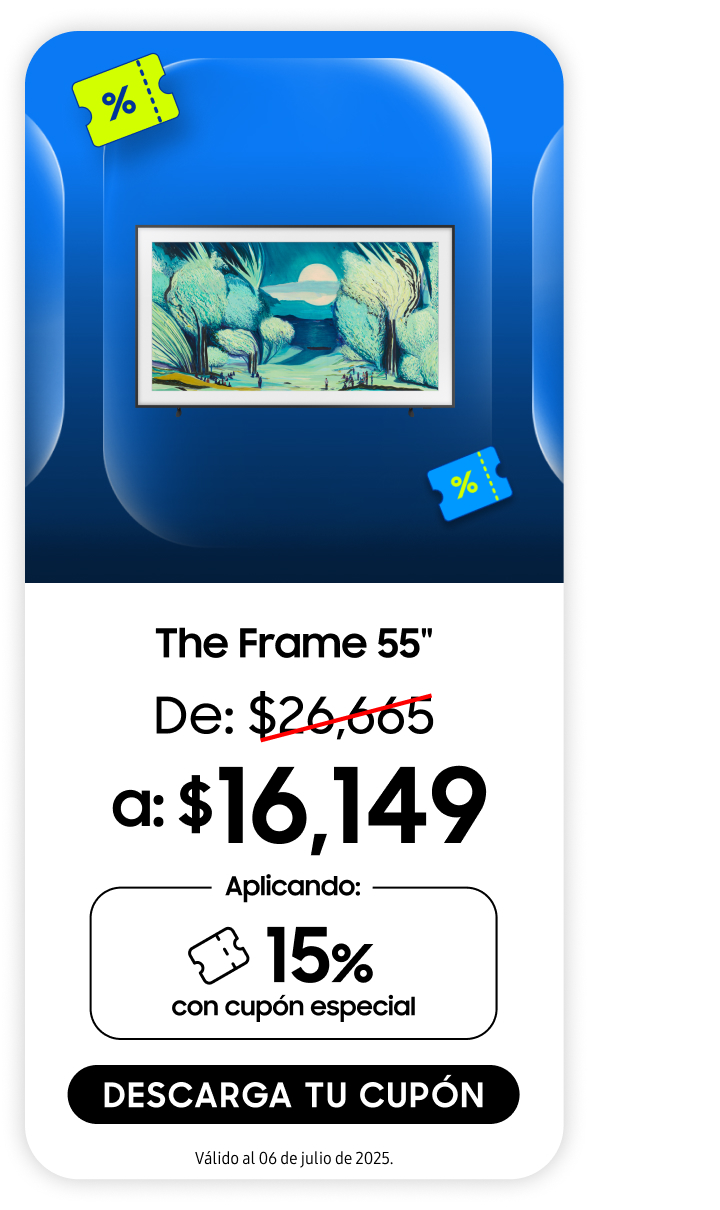 %
%
The Frame 55"
De: $26,665
a: $16,149
Aplicando:
15%
con cupón especial
DESCARGA TU CUPÓN
Válido al 06 de julio de 2025.